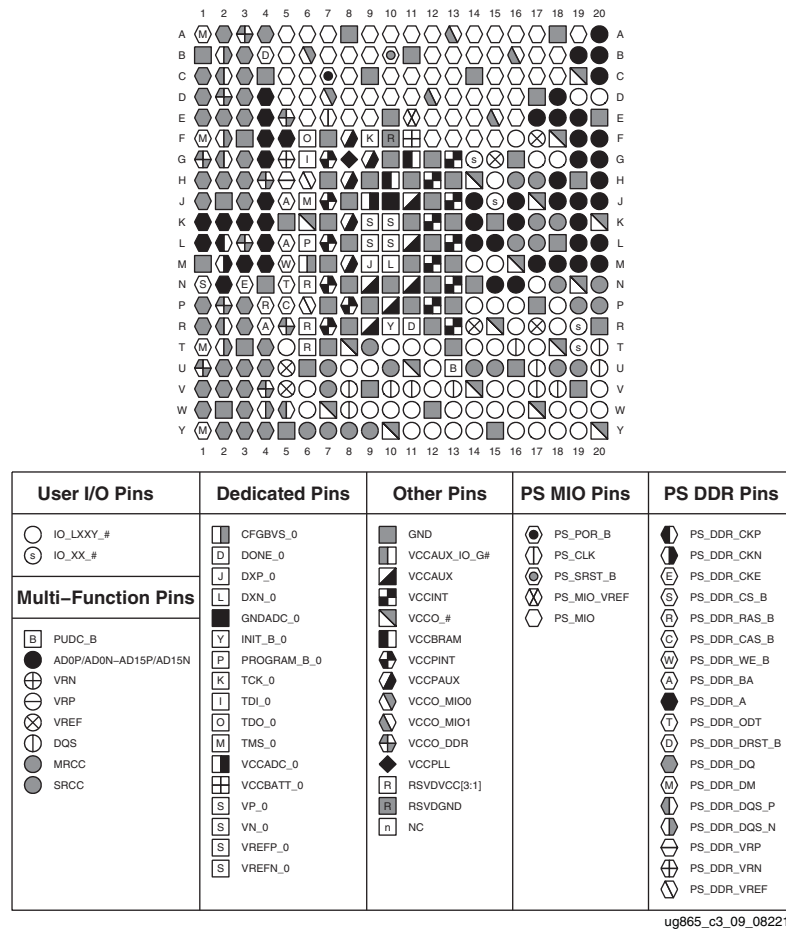 1 2 3 4 5 6 7 8 9 10 11 12 13 14 15 16 17 18 19 20
A M A
B D B
C C
D D
E E
F M O K R F
G I s G
H H
J A M s J
K S S K
L A P S S L
M W J L M
N S E T R N
P R C P
R A R Y D s R
T M R s T
U B U
V V
W W
Y M Y
1 2 3 4 5 6 7 8 9 10 11 12 13 14 15 16 17 18 19 20
User I/O Pins
IO_LXXY_#
s IO_XX_#
Multi–Function Pins
B PUDC_B
AD0P/AD0N–AD15P/AD15N
VRN
VRP
VREF
DQS
MRCC
SRCC
Dedicated Pins
CFGBVS_0
D DONE_0
J DXP_0
L DXN_0
GNDADC_0
Y INIT_B_0
P PROGRAM_B_0
K TCK_0
I TDI_0
O TDO_0
M TMS_0
VCCADC_0
VCCBATT_0
S VP_0
S VN_0
S VREFP_0
S VREFN_0
Other Pins
GND
VCCAUX_IO_G#
VCCAUX
VCCINT
VCCO_#
VCCBRAM
VCCPINT
VCCPAUX
VCCO_MIO0
VCCO_MIO1
VCCO_DDR
VCCPLL
R RSVDVCC[3:1]
R RSVDGND
n NC
PS MIO Pins
PS_POR_B
PS_CLK
PS_SRST_B
PS_MIO_VREF
PS_MIO
PS DDR Pins
PS_DDR_CKP
PS_DDR_CKN
E PS_DDR_CKE
S PS_DDR_CS_B
R PS_DDR_RAS_B
C PS_DDR_CAS_B
W PS_DDR_WE_B
A PS_DDR_BA
PS_DDR_A
T PS_DDR_ODT
D PS_DDR_DRST_B
PS_DDR_DQ
M PS_DDR_DM
PS_DDR_DQS_P
PS_DDR_DQS_N
PS_DDR_VRP
PS_DDR_VRN
PS_DDR_VREF
ug865_c3_09_08221